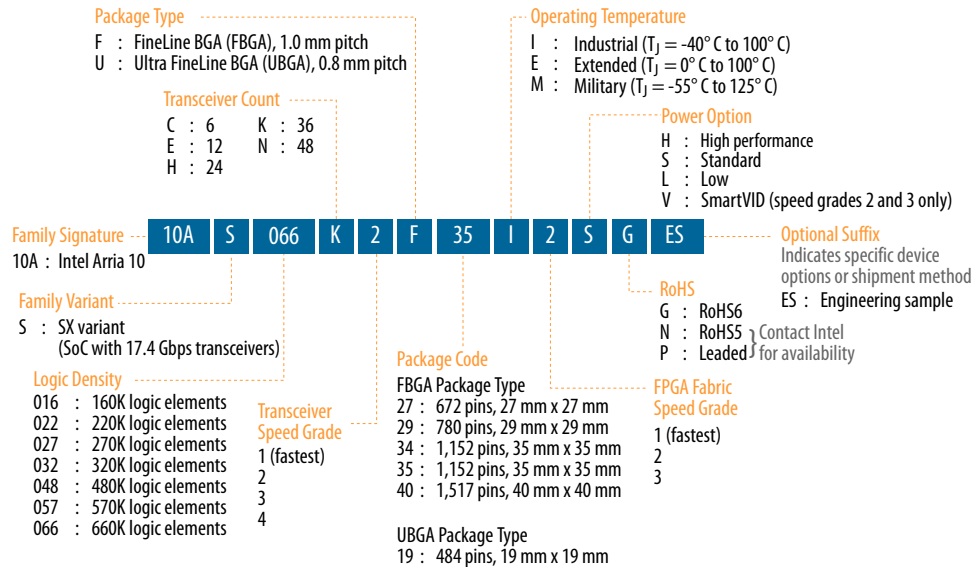 Package Type
F : FineLine BGA (FBGA), 1.0 mm pitch
U : Ultra FineLine BGA (UBGA), 0.8 mm pitch
Operating Temperature
I : Industrial (TJ = -40° C to 100° C)
E : Extended (TJ = 0° C to 100° C)
M : Military (TJ = -55° C to 125° C)
Transceiver Count
C : 6 K : 36
E : 12 N : 48
H : 24
Power Option
H : High performance
S : Standard
L : Low
V : SmartVID (speed grades 2 and 3 only)
10A S 066 K 2 F 35 I 2 S G ES
Family Signature
10A : Intel Arria 10
Optional Suffix
Indicates specific device
options or shipment method
ES : Engineering sample
Family Variant
S : SX variant
(SoC with 17.4 Gbps transceivers)
RoHS
G : RoHS6
N : RoHS5
P : Leaded
Contact Intel
for availability
Logic Density
016 : 160K logic elements
022 : 220K logic elements
027 : 270K logic elements
032 : 320K logic elements
048 : 480K logic elements
057 : 570K logic elements
066 : 660K logic elements
Transceiver
Speed Grade
1 (fastest)
2
3
4
Package Code
FBGA Package Type
27 : 672 pins, 27 mm x 27 mm
29 : 780 pins, 29 mm x 29 mm
34 : 1,152 pins, 35 mm x 35 mm
35 : 1,152 pins, 35 mm x 35 mm
40 : 1,517 pins, 40 mm x 40 mm
UBGA Package Type
19 : 484 pins, 19 mm x 19 mm
FPGA Fabric
Speed Grade
1 (fastest)
2
3